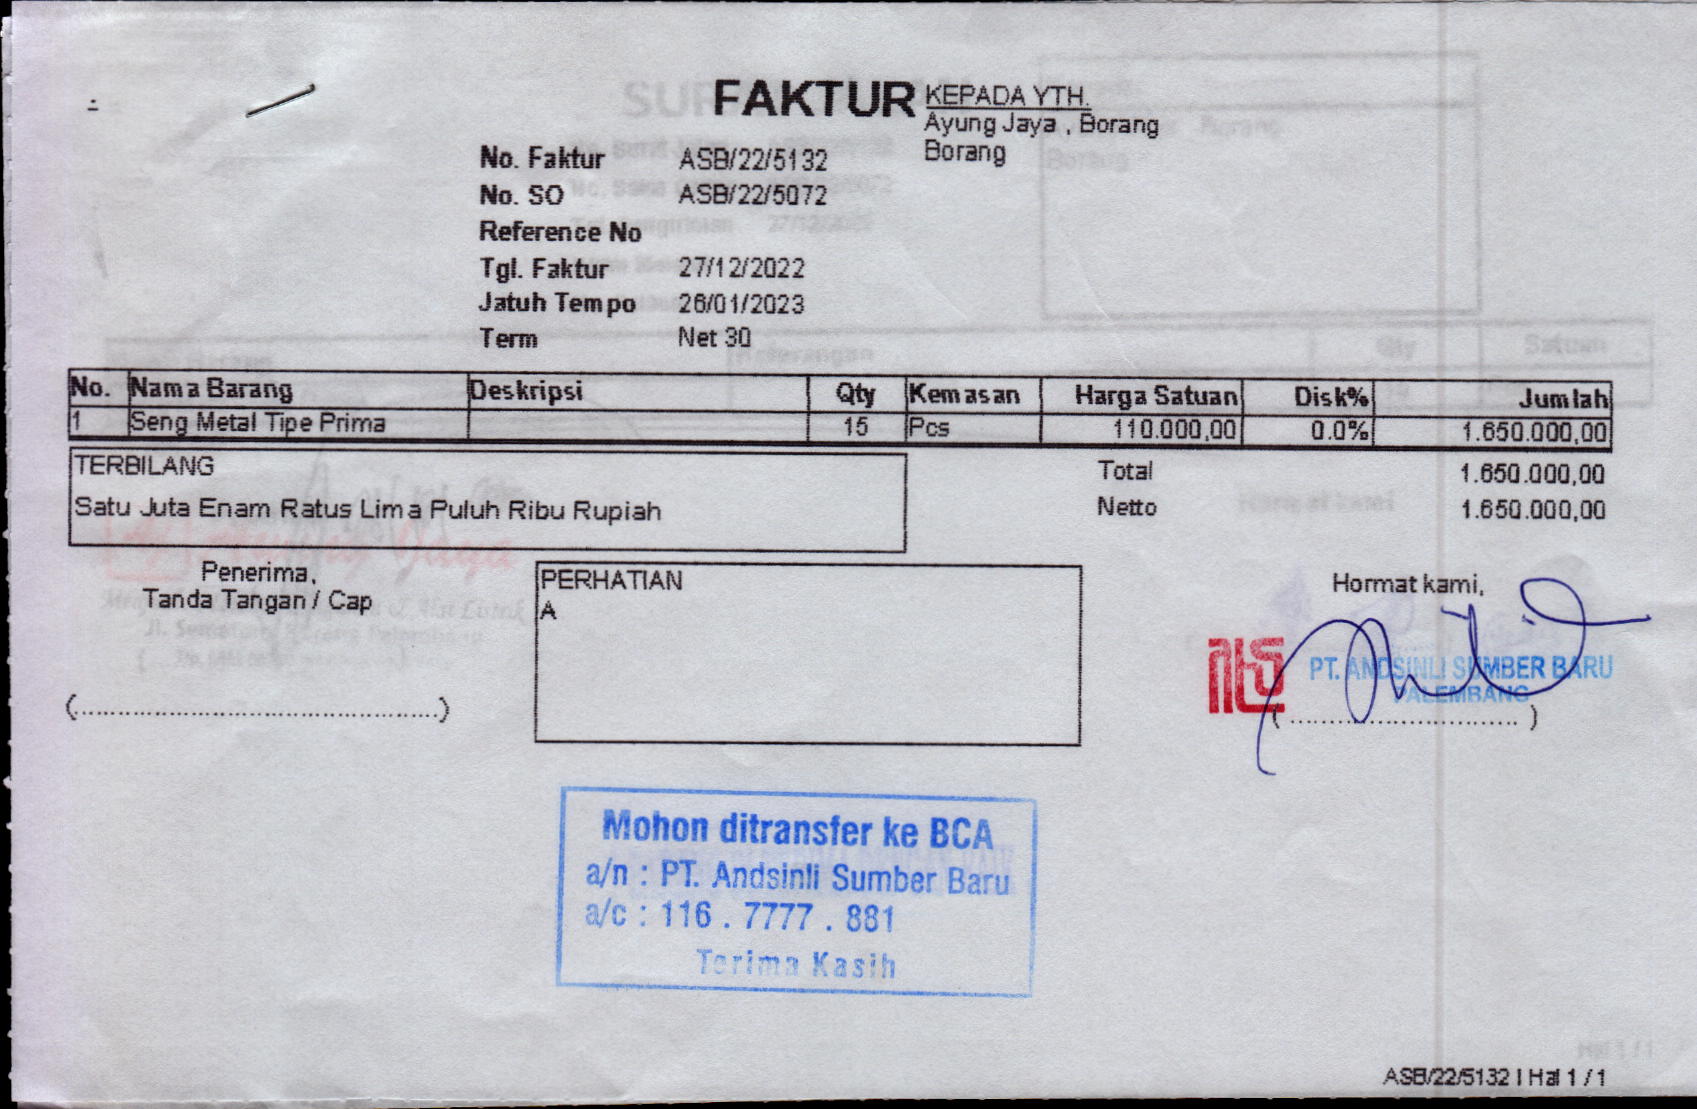 FAKTUR
KEPADA YTH.
Ayung Jaya , Borang
Borang
No. Faktur ASB/22/5132
No. SO ASB/22/5072
Reference No
Tgl. Faktur 27/12/2022
Jatuh Tempo 26/01/2023
Term Net 30
No. Nama Barang Deskripsi Qty Kemasan Harga Satuan Disk% Jumlah
1 Seng Metal Tipe Prima 15 Pcs 110.000,00 0.0% 1.650.000,00
TERBILANG
Satu Juta Enam Ratus Lima Puluh Ribu Rupiah
Total 1.650.000,00
Netto 1.650.000,00
Penerima,
Tanda Tangan / Cap
(..............................................)
PERHATIAN
A
Hormat kami,
PT. ANDSINLI SUMBER BARU
PALEMBANG
( .............................. )
Mohon ditransfer ke BCA
a/n : PT. Andsinli Sumber Baru
a/c : 116 . 7777 . 881
Terima Kasih
ASB/22/5132 I Hal 1 / 1